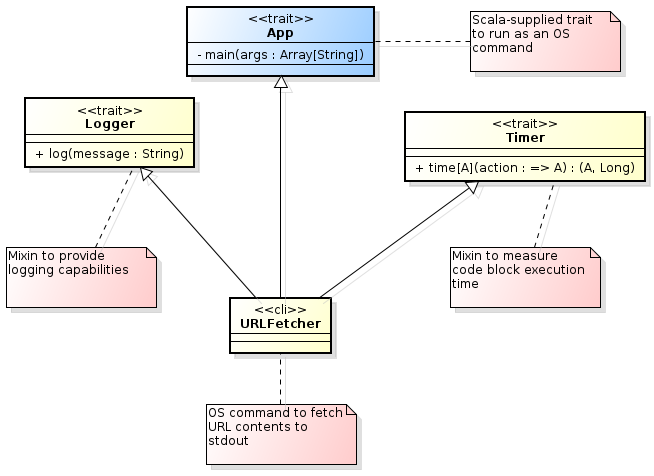 <<trait>>
App
- main(args : Array[String])
Scala-supplied trait
to run as an OS
command
<<trait>>
Logger
+ log(message : String)
<<trait>>
Timer
+ time[A](action : => A) : (A, Long)
Mixin to provide
logging capabilities
Mixin to measure
code block execution
time
<<cli>>
URLFetcher
OS command to fetch
URL contents to
stdout